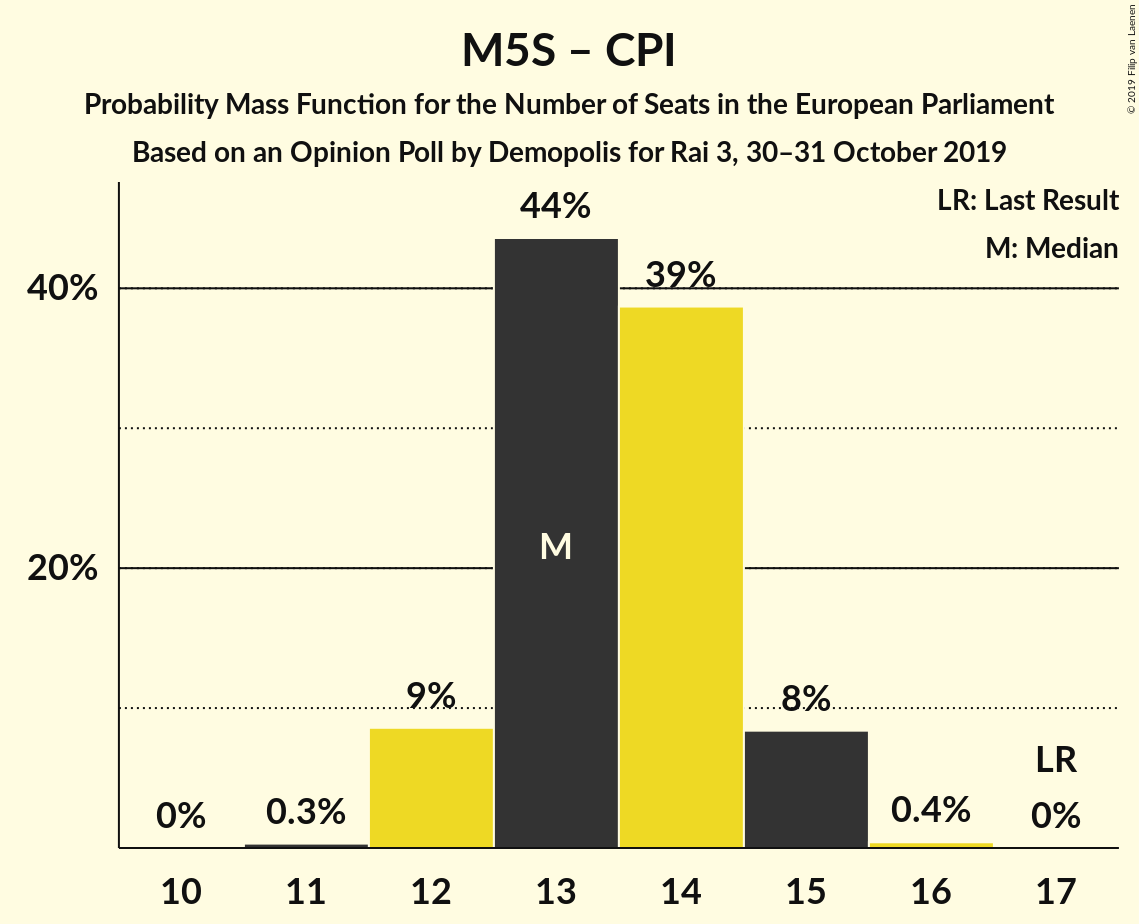 M5S – CPI
Probability Mass Function for the Number of Seats in the European Parliament
Based on an Opinion Poll by Demopolis for Rai 3, 30–31 October 2019
© 2019 Filip van Laenen
LR: Last Result
M: Median
40%
20%
0%
0.3%
9%
44%
M
39%
8%
0.4%
LR
0%
10 11 12 13 14 15 16 17